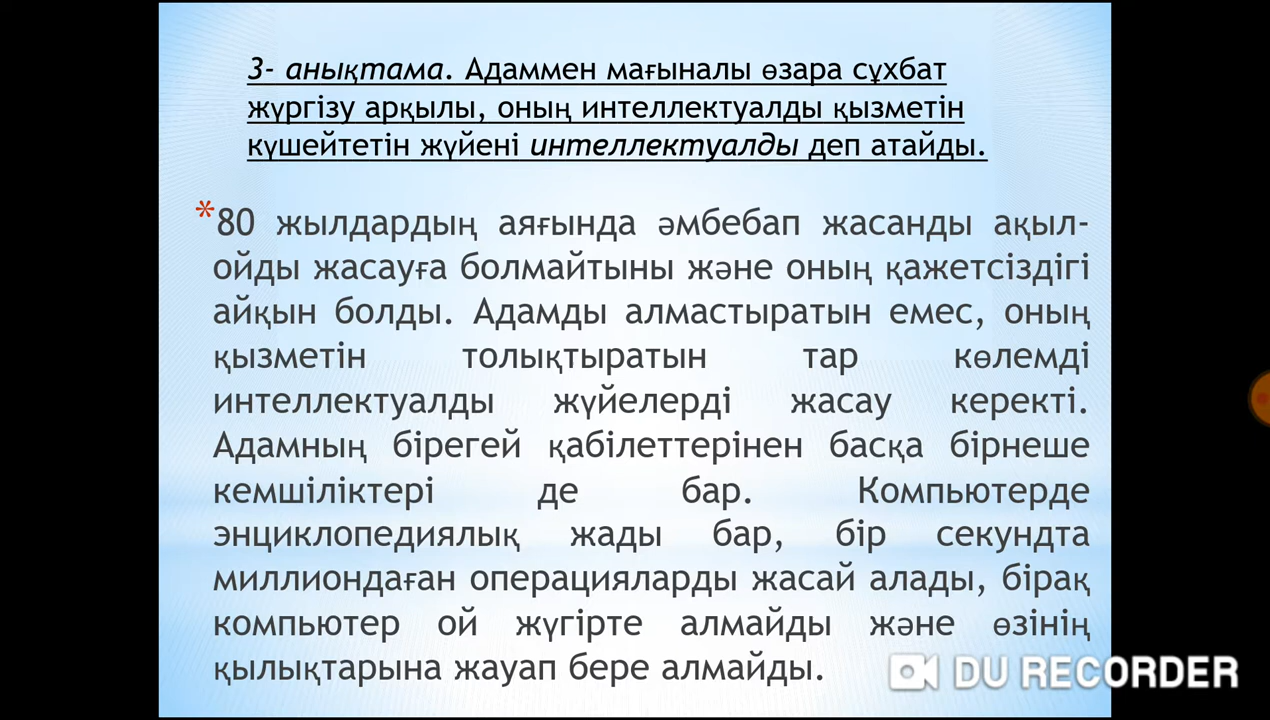 3- анықтама. Адаммен мағыналы өзара сұхбат
жүргізу арқылы, оның интеллектуалды қызметін
күшейтетін жүйені интеллектуалды деп атайды.
*80 жылдардың аяғында әмбебап жасанды ақыл-
ойды жасауға болмайтыны және оның қажетсіздігі
айқын болды. Адамды алмастыратын емес, оның
қызметін толықтыратын тар көлемді
интеллектуалды жүйелерді жасау керекті.
Адамның бірегей қабілеттерінен басқа бірнеше
кемшіліктері де бар. Компьютерде
энциклопедиялық жады бар, бір секундта
миллиондаған операцияларды жасай алады, бірақ
компьютер ой жүгірте алмайды және өзінің
қылықтарына жауап бере алмайды.
DU RECORDER